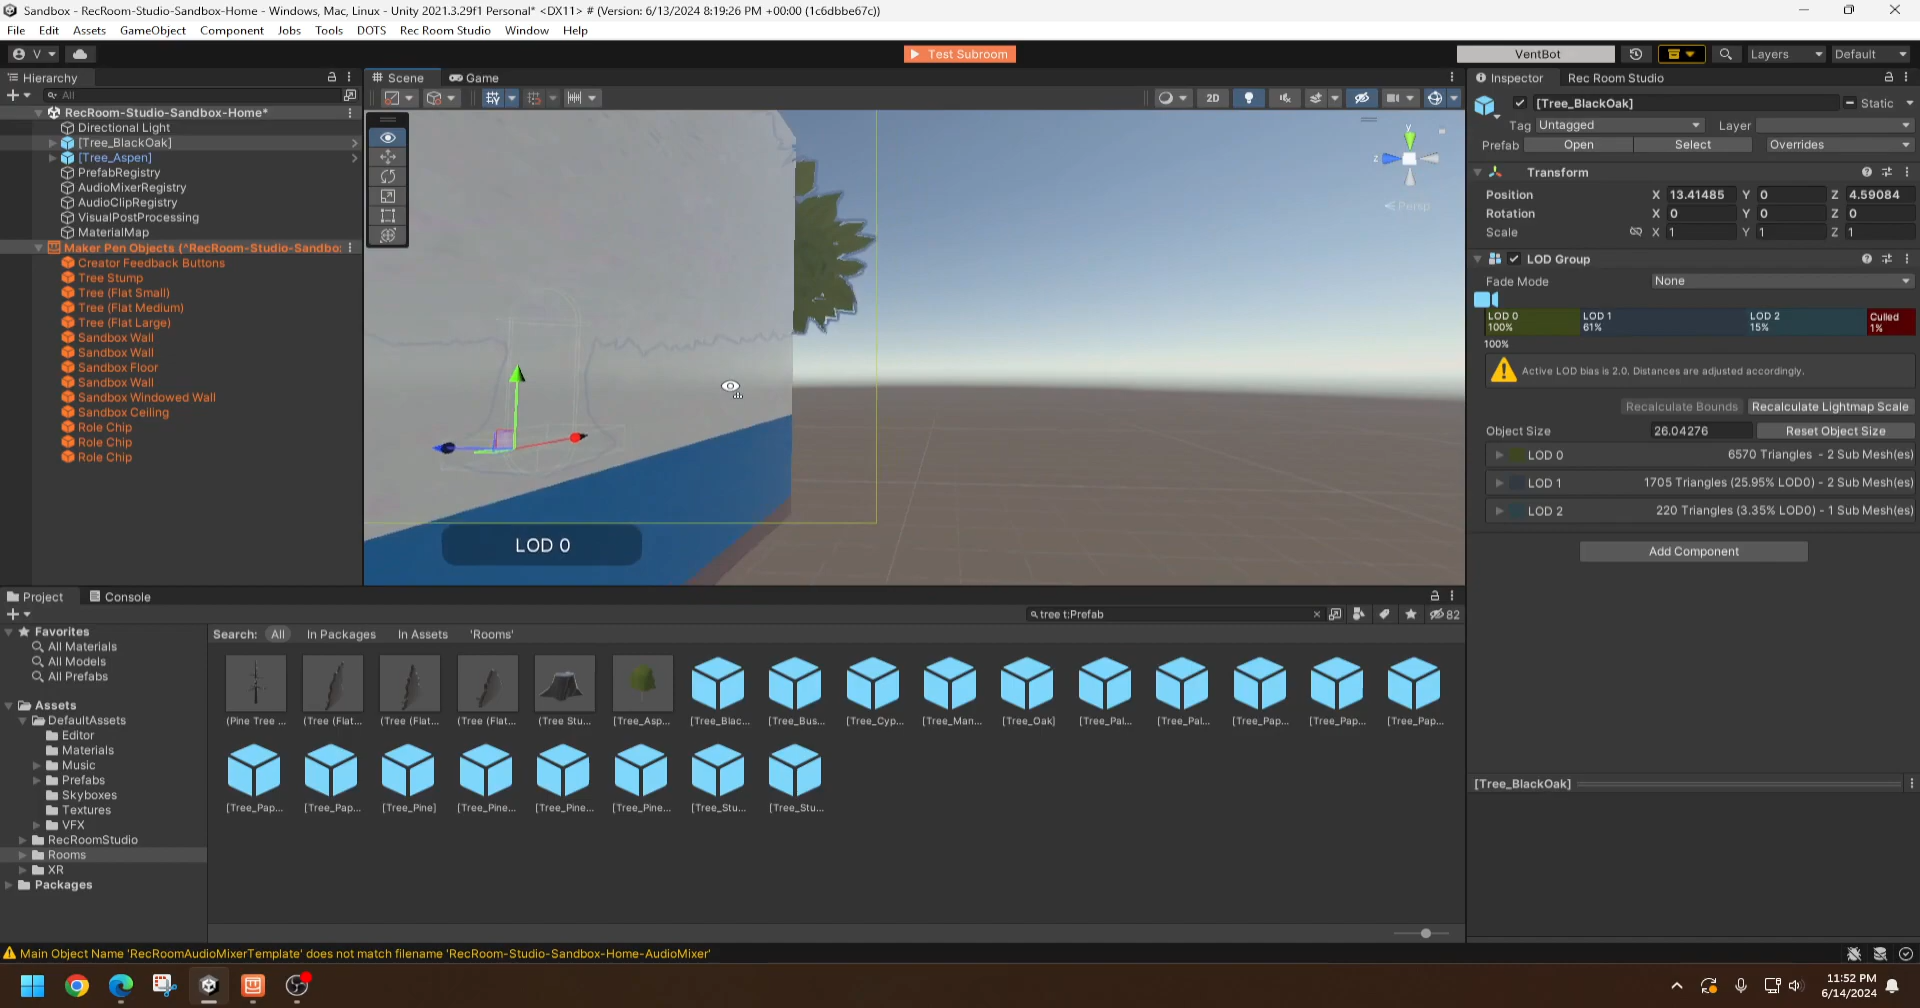 Sandbox - RecRoom-Studio-Sandbox-Home - Windows, Mac, Linux - Unity 2021.3.29f1 Personal* <DX11> # (Version: 6/13/2024 8:19:26 PM +00:00 (1c6dbbe67c))
File Edit Assets GameObject Component Jobs Tools DOTS Rec Room Studio Window Help
V Test Subroom VentBot Layers Default
Hierarchy Scene Game Inspector Rec Room Studio
All 2D
RecRoom-Studio-Sandbox-Home*
Directional Light
[Tree_BlackOak]
[Tree_Aspen]
PrefabRegistry
AudioMixerRegistry
AudioClipRegistry
VisualPostProcessing
MaterialMap
Maker Pen Objects (^RecRoom-Studio-Sandbo:
Creator Feedback Buttons
Tree Stump
Tree (Flat Small)
Tree (Flat Medium)
Tree (Flat Large)
Sandbox Wall
Sandbox Wall
Sandbox Floor
Sandbox Wall
Sandbox Windowed Wall
Sandbox Ceiling
Role Chip
Role Chip
Role Chip
y
z
Persp
LOD 0
[Tree_BlackOak] Static
Tag Untagged Layer
Prefab Open Select Overrides
Transform
Position X 13.41485 Y 0 Z 4.59084
Rotation X 0 Y 0 Z 0
Scale X 1 Y 1 Z 1
LOD Group
Fade Mode None
LOD 0 LOD 1 LOD 2 Culled
100% 61% 15% 1%
100%
Active LOD bias is 2.0. Distances are adjusted accordingly.
Recalculate Bounds Recalculate Lightmap Scale
Object Size 26.04276 Reset Object Size
LOD 0 6570 Triangles - 2 Sub Mesh(es)
LOD 1 1705 Triangles (25.95% LOD0) - 2 Sub Mesh(es)
LOD 2 220 Triangles (3.35% LOD0) - 1 Sub Mesh(es)
Add Component
[Tree_BlackOak]
Project Console
tree t:Prefab 82
Search: All In Packages In Assets 'Rooms'
Favorites
All Materials
All Models
All Prefabs
Assets
DefaultAssets
Editor
Materials
Music
Prefabs
Skyboxes
Textures
VFX
RecRoomStudio
Rooms
XR
Packages
(Pine Tree ... (Tree (Flat... (Tree (Flat... (Tree (Flat... (Tree Stu... [Tree_Asp... [Tree_Blac... [Tree_Bus... [Tree_Cyp... [Tree_Man... [Tree_Oak] [Tree_Pal... [Tree_Pal... [Tree_Pap... [Tree_Pap... [Tree_Pap...
[Tree_Pap... [Tree_Pap... [Tree_Pine] [Tree_Pine... [Tree_Pine... [Tree_Pine... [Tree_Stu... [Tree_Stu...
Main Object Name 'RecRoomAudioMixerTemplate' does not match filename 'RecRoom-Studio-Sandbox-Home-AudioMixer'
11:52 PM
6/14/2024